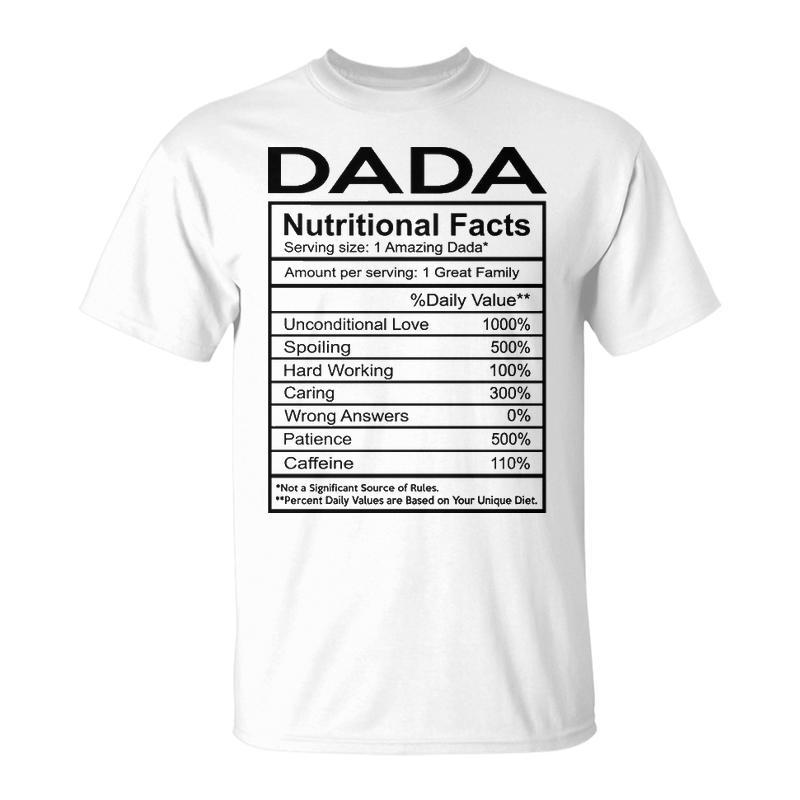 DADA
Nutritional Facts
Serving size: 1 Amazing Dada*
Amount per serving: 1 Great Family
%Daily Value**
Unconditional Love 1000%
Spoiling 500%
Hard Working 100%
Caring 300%
Wrong Answers 0%
Patience 500%
Caffeine 110%
*Not a Significant Source of Rules.
**Percent Daily Values are Based on Your Unique Diet.